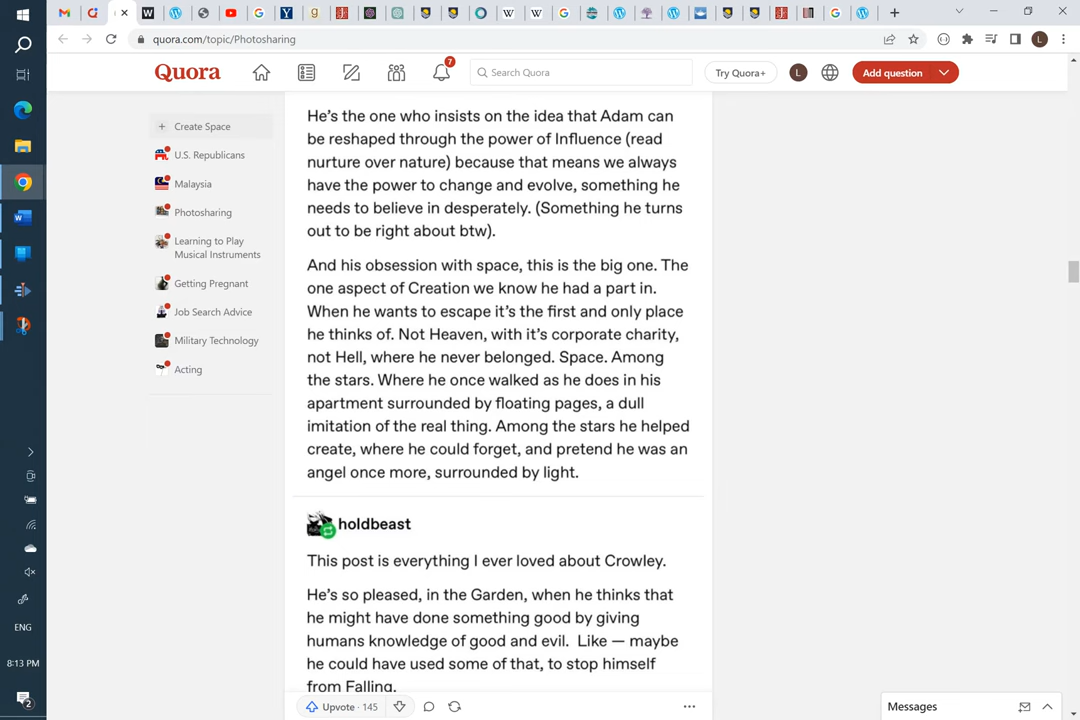 quora.com/topic/Photosharing
L
Quora
7
Search Quora
Try Quora+
L
Add question
Create Space
U.S. Republicans
Malaysia
Photosharing
Learning to Play
Musical Instruments
Getting Pregnant
Job Search Advice
Military Technology
Acting
He's the one who insists on the idea that Adam can
be reshaped through the power of Influence (read
nurture over nature) because that means we always
have the power to change and evolve, something he
needs to believe in desperately. (Something he turns
out to be right about btw).
And his obsession with space, this is the big one. The
one aspect of Creation we know he had a part in.
When he wants to escape it's the first and only place
he thinks of. Not Heaven, with it's corporate charity,
not Hell, where he never belonged. Space. Among
the stars. Where he once walked as he does in his
apartment surrounded by floating pages, a dull
imitation of the real thing. Among the stars he helped
create, where he could forget, and pretend he was an
angel once more, surrounded by light.
holdbeast
This post is everything I ever loved about Crowley.
He's so pleased, in the Garden, when he thinks that
he might have done something good by giving
humans knowledge of good and evil. Like — maybe
he could have used some of that, to stop himself
from Falling.
Upvote · 145
Messages
ENG
8:13 PM
2